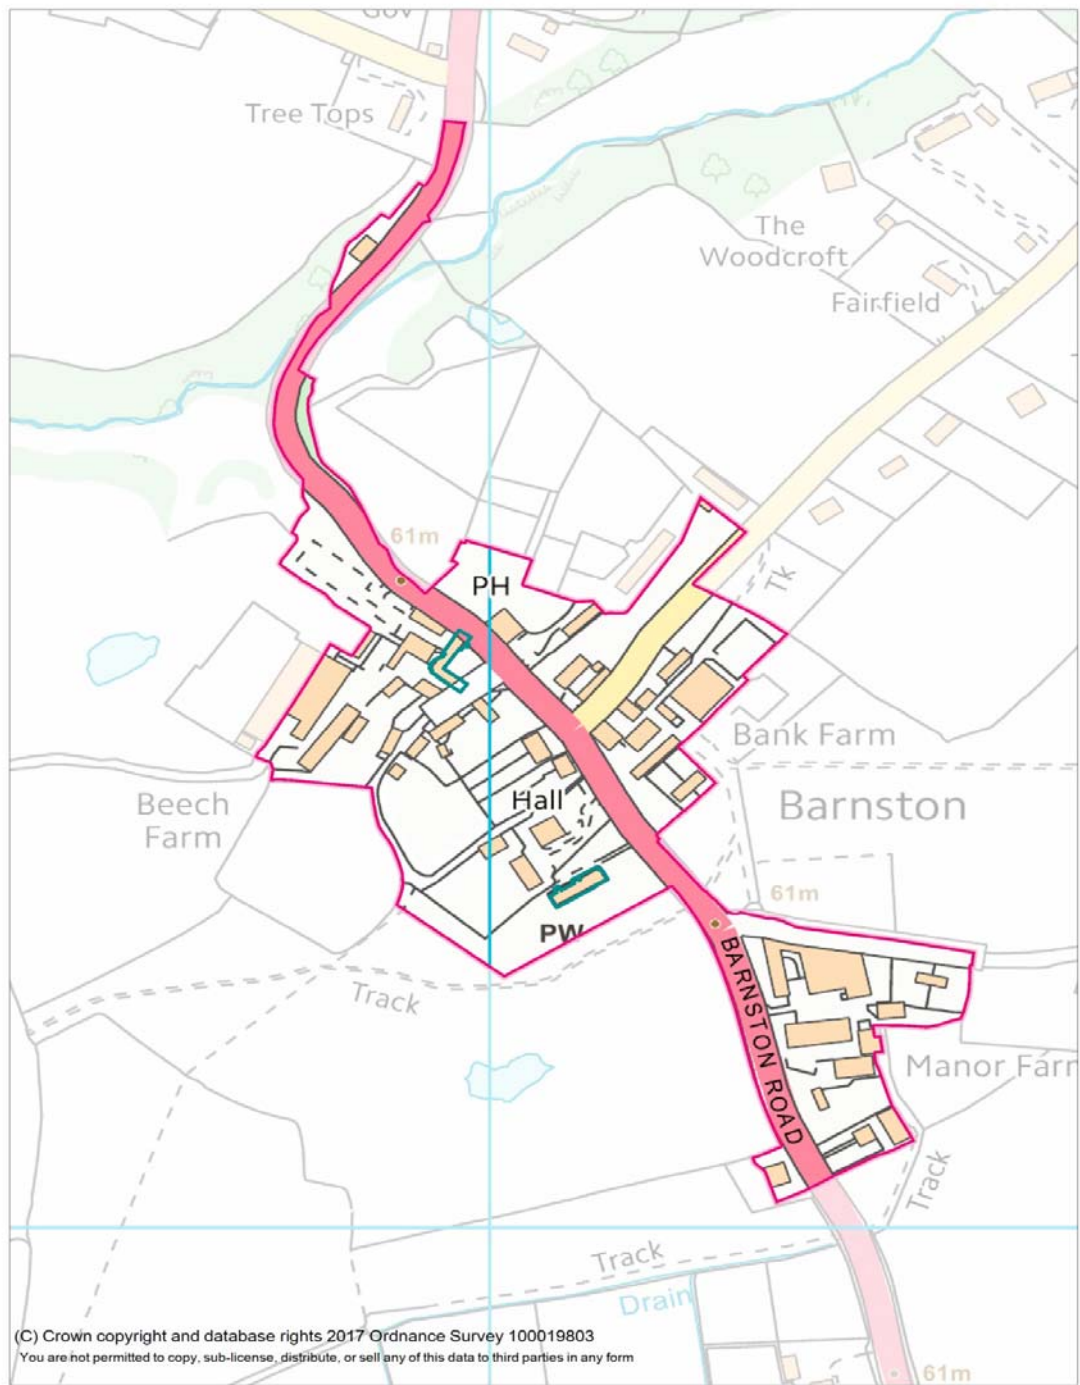 Gov
Tree Tops
The
Woodcroft
Fairfield
61m
PH
Tk
Bank Farm
Beech
Farm
Hall
Barnston
61m
PW
BARNSTON ROAD
Track
Manor Farm
Track
Track
Drain
(C) Crown copyright and database rights 2017 Ordnance Survey 100019803
You are not permitted to copy, sub-license, distribute, or sell any of this data to third parties in any form
61m